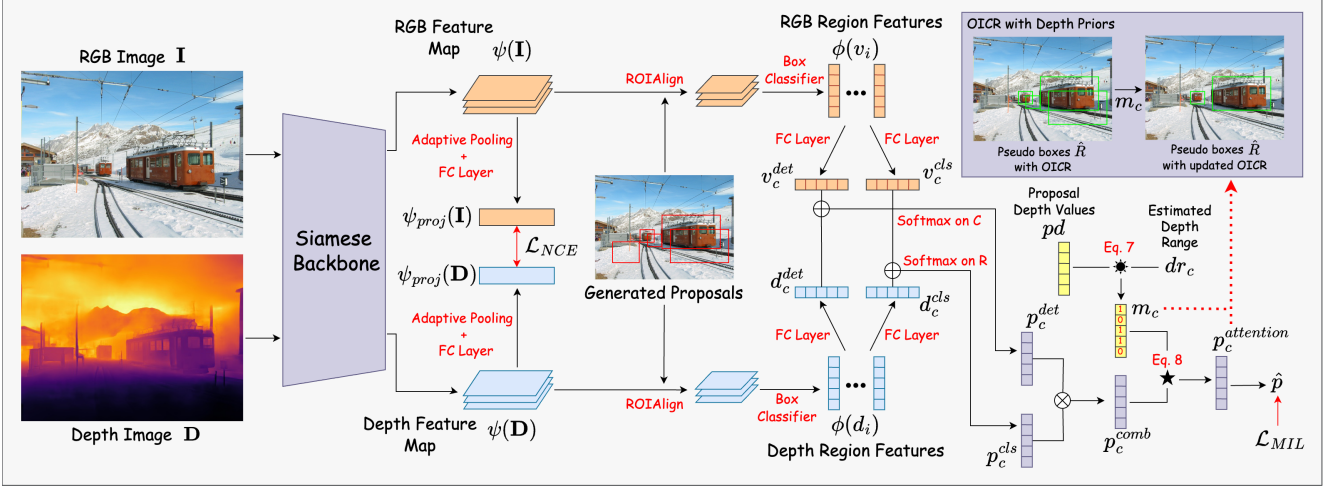 RGB Image I
Siamese
Backbone
Depth Image D
RGB Feature
Map
ψ(I)
Adaptive Pooling
+
FC Layer
ψ_proj(I)
L_NCE
ψ_proj(D)
Adaptive Pooling
+
FC Layer
Depth Feature
Map
ψ(D)
ROIAlign
Generated Proposals
ROIAlign
RGB Region Features
ϕ(v_i)
Box
Classifier
FC Layer
FC Layer
v_c^det
v_c^cls
Softmax on C
Softmax on R
d_c^det
d_c^cls
FC Layer
FC Layer
Box
Classifier
ϕ(d_i)
Depth Region Features
OICR with Depth Priors
m_c
Pseudo boxes R̂
with OICR
Pseudo boxes R̂
with updated OICR
Proposal
Depth Values
pd
Estimated
Depth
Range
Eq. 7
dr_c
m_c
1
0
1
1
0
p_c^det
p_c^cls
p_c^comb
Eq. 8
p_c^attention
p̂
L_MIL